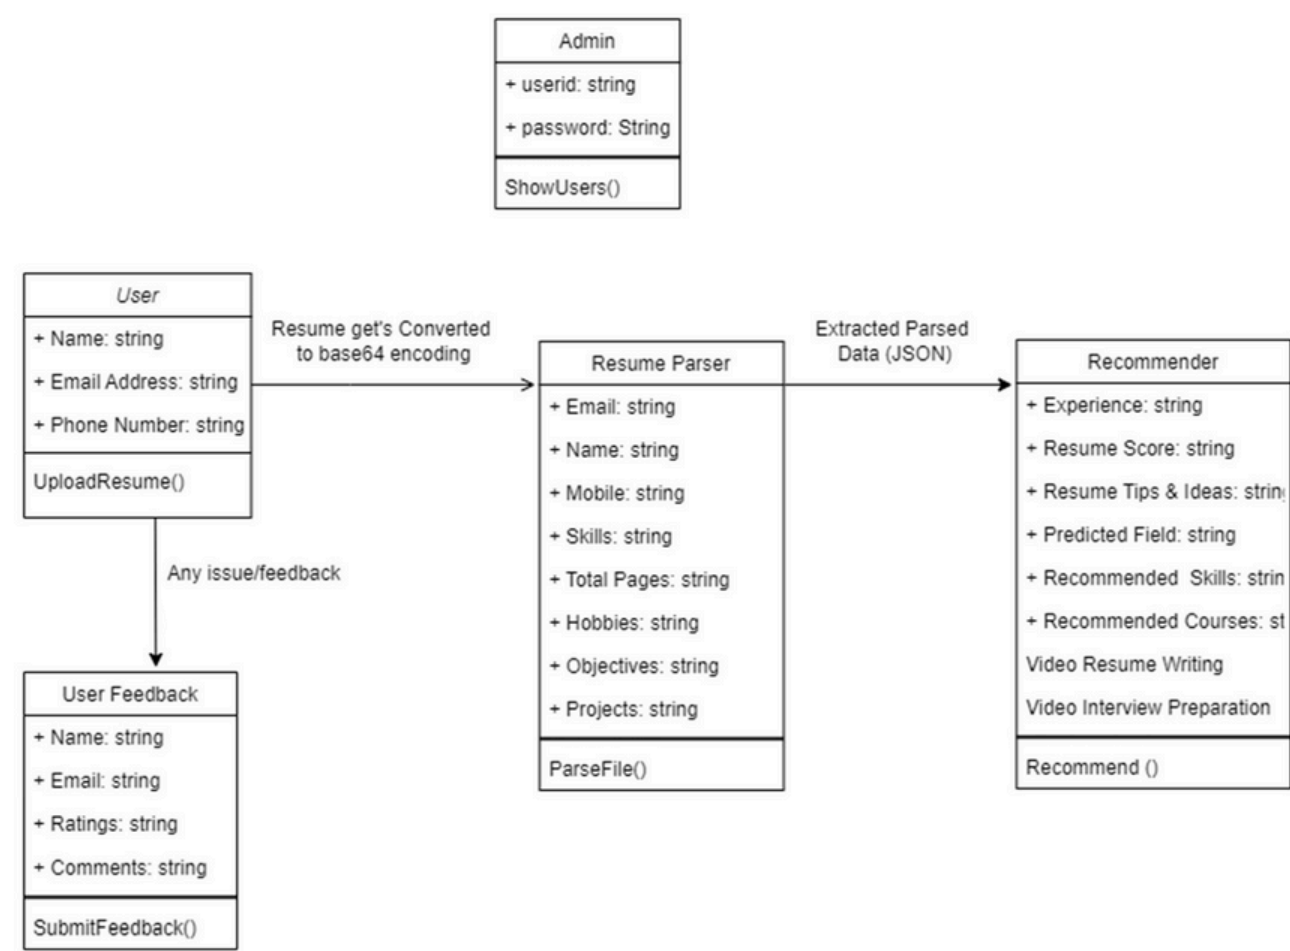 Admin
+ userid: string
+ password: String
ShowUsers()
User
+ Name: string
+ Email Address: string
+ Phone Number: string
UploadResume()
Resume get's Converted
to base64 encoding
Any issue/feedback
User Feedback
+ Name: string
+ Email: string
+ Ratings: string
+ Comments: string
SubmitFeedback()
Resume Parser
+ Email: string
+ Name: string
+ Mobile: string
+ Skills: string
+ Total Pages: string
+ Hobbies: string
+ Objectives: string
+ Projects: string
ParseFile()
Extracted Parsed
Data (JSON)
Recommender
+ Experience: string
+ Resume Score: string
+ Resume Tips & Ideas: strin
+ Predicted Field: string
+ Recommended  Skills: strin
+ Recommended Courses: st
Video Resume Writing
Video Interview Preparation
Recommend ()